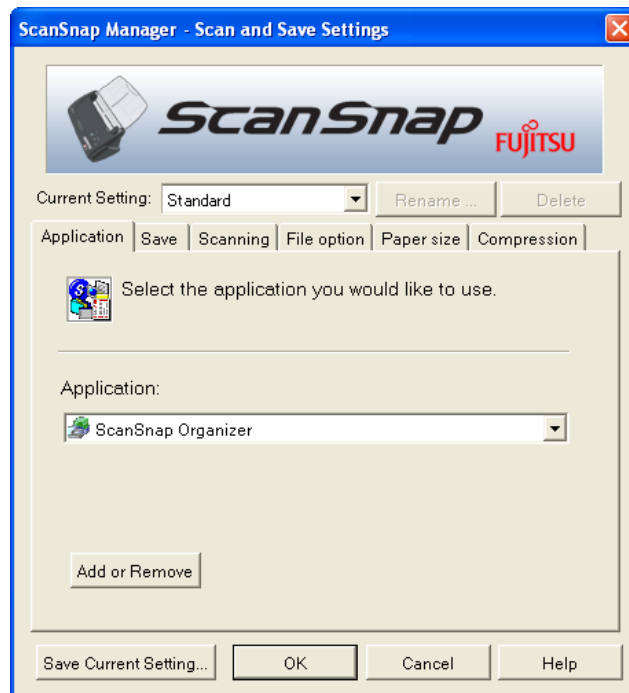 ScanSnap Manager - Scan and Save Settings
ScanSnap FUJITSU
Current Setting: Standard Rename ... Delete
Application Save Scanning File option Paper size Compression
Select the application you would like to use.
Application:
ScanSnap Organizer
Add or Remove
Save Current Setting... OK Cancel Help